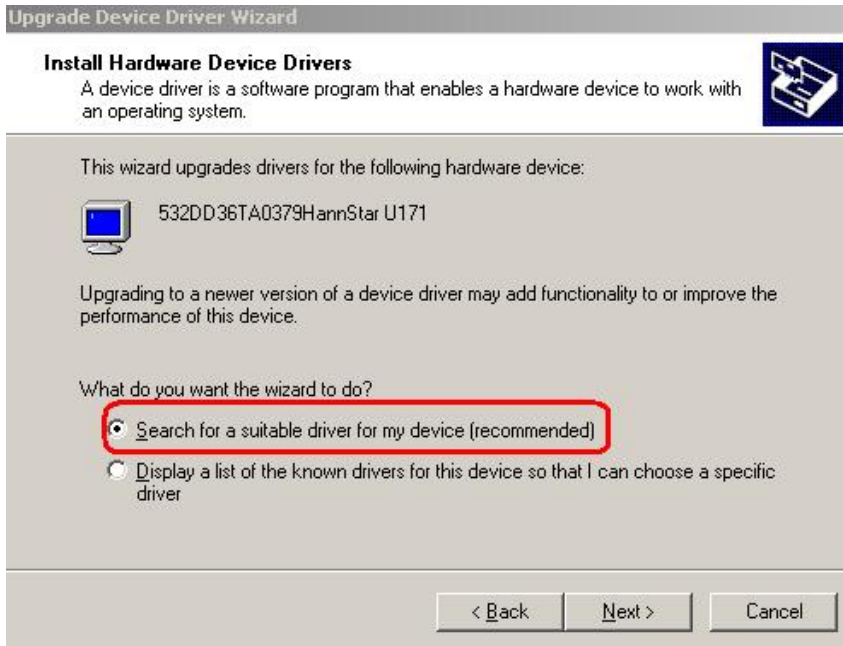 Upgrade Device Driver Wizard
Install Hardware Device Drivers
A device driver is a software program that enables a hardware device to work with
an operating system.
This wizard upgrades drivers for the following hardware device:
532DD36TA0379HannStar U171
Upgrading to a newer version of a device driver may add functionality to or improve the
performance of this device.
What do you want the wizard to do?
Search for a suitable driver for my device (recommended)
Display a list of the known drivers for this device so that I can choose a specific
driver
< Back Next > Cancel